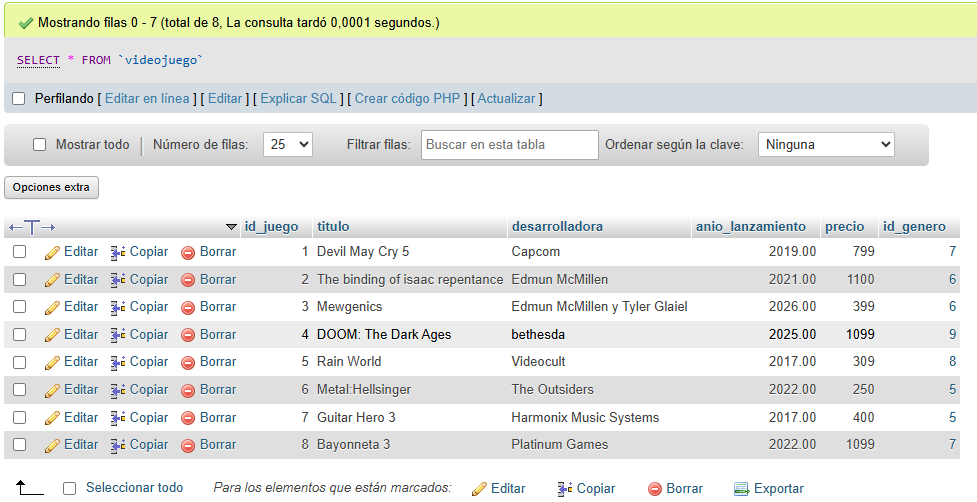 Mostrando filas 0 - 7 (total de 8, La consulta tardó 0,0001 segundos.)
SELECT * FROM `videojuego`
Perfilando [ Editar en línea ] [ Editar ] [ Explicar SQL ] [ Crear código PHP ] [ Actualizar ]
Mostrar todo | Número de filas: 25 Filtrar filas: Buscar en esta tabla Ordenar según la clave: Ninguna
Opciones extra
←T→ id_juego titulo desarrolladora anio_lanzamiento precio id_genero
Editar Copiar Borrar 1 Devil May Cry 5 Capcom 2019.00 799 7
Editar Copiar Borrar 2 The binding of isaac repentance Edmun McMillen 2021.00 1100 6
Editar Copiar Borrar 3 Mewgenics Edmun McMillen y Tyler Glaiel 2026.00 399 6
Editar Copiar Borrar 4 DOOM: The Dark Ages bethesda 2025.00 1099 9
Editar Copiar Borrar 5 Rain World Videocult 2017.00 309 8
Editar Copiar Borrar 6 Metal:Hellsinger The Outsiders 2022.00 250 5
Editar Copiar Borrar 7 Guitar Hero 3 Harmonix Music Systems 2017.00 400 5
Editar Copiar Borrar 8 Bayonneta 3 Platinum Games 2022.00 1099 7
Seleccionar todo Para los elementos que están marcados: Editar Copiar Borrar Exportar